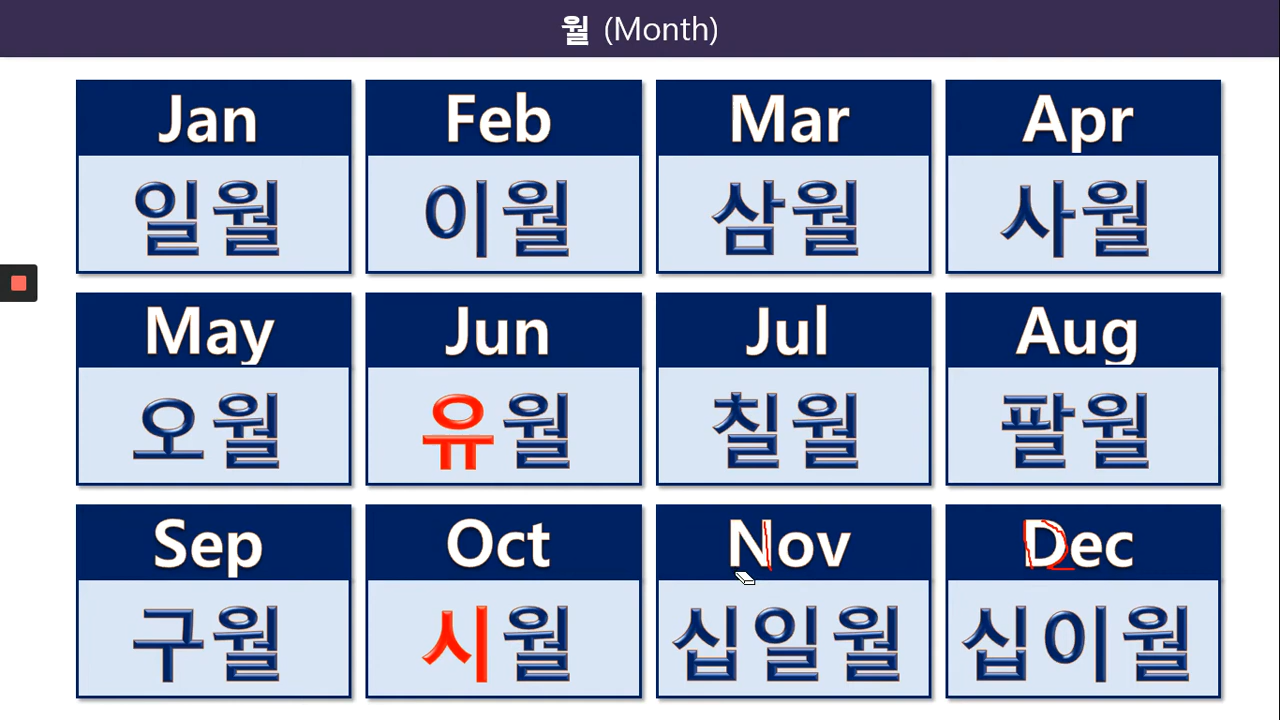 월 (Month)
Jan Feb Mar Apr
일월 이월 삼월 사월
May Jun Jul Aug
오월 유월 칠월 팔월
Sep Oct Nov Dec
구월 시월 십일월 십이월